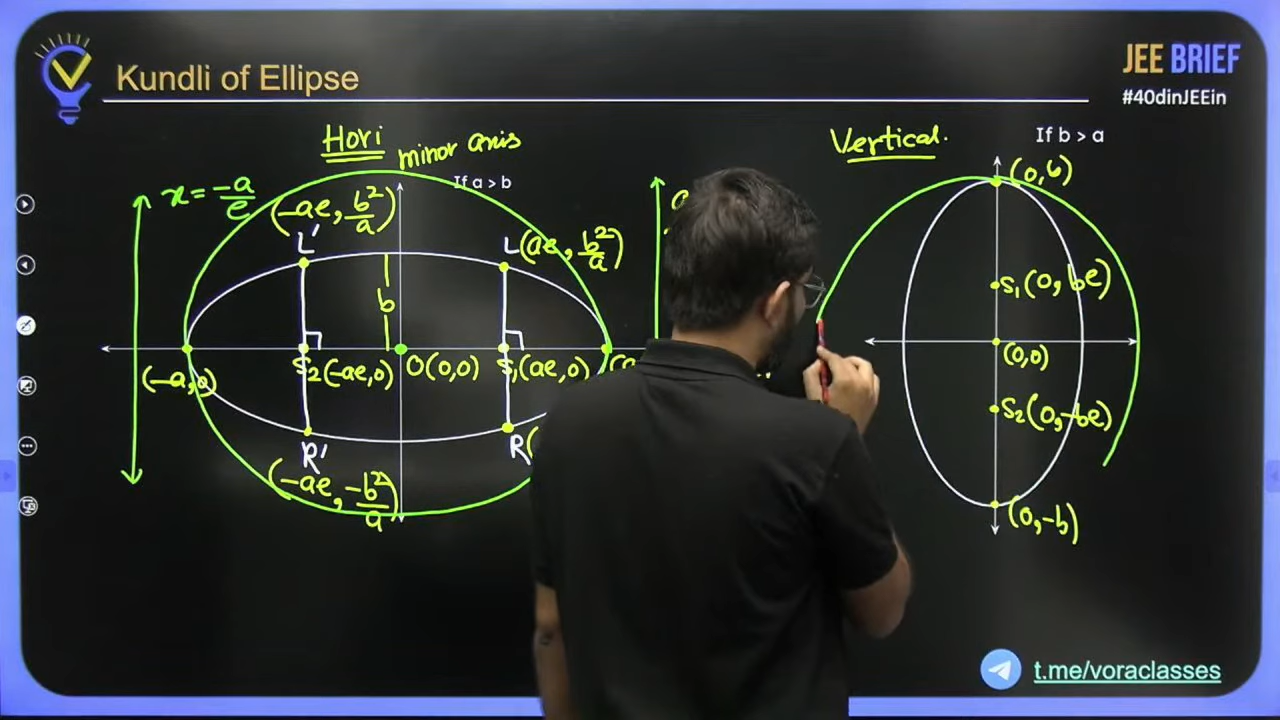 Kundli of Ellipse
JEE BRIEF
#40dinJEEin
Hori
minor axis
If a > b
x = -a/e
(-ae, b²/a)
L'
L (ae, b²/a)
b
(-a, 0)
S₂ (-ae, 0)
O(0,0)
S₁ (ae, 0)
R'
(-ae, -b²/a)
R(
Vertical.
If b > a
(0, b)
S₁ (0, be)
(0,0)
S₂ (0, -be)
(0, -b)
t.me/voraclasses